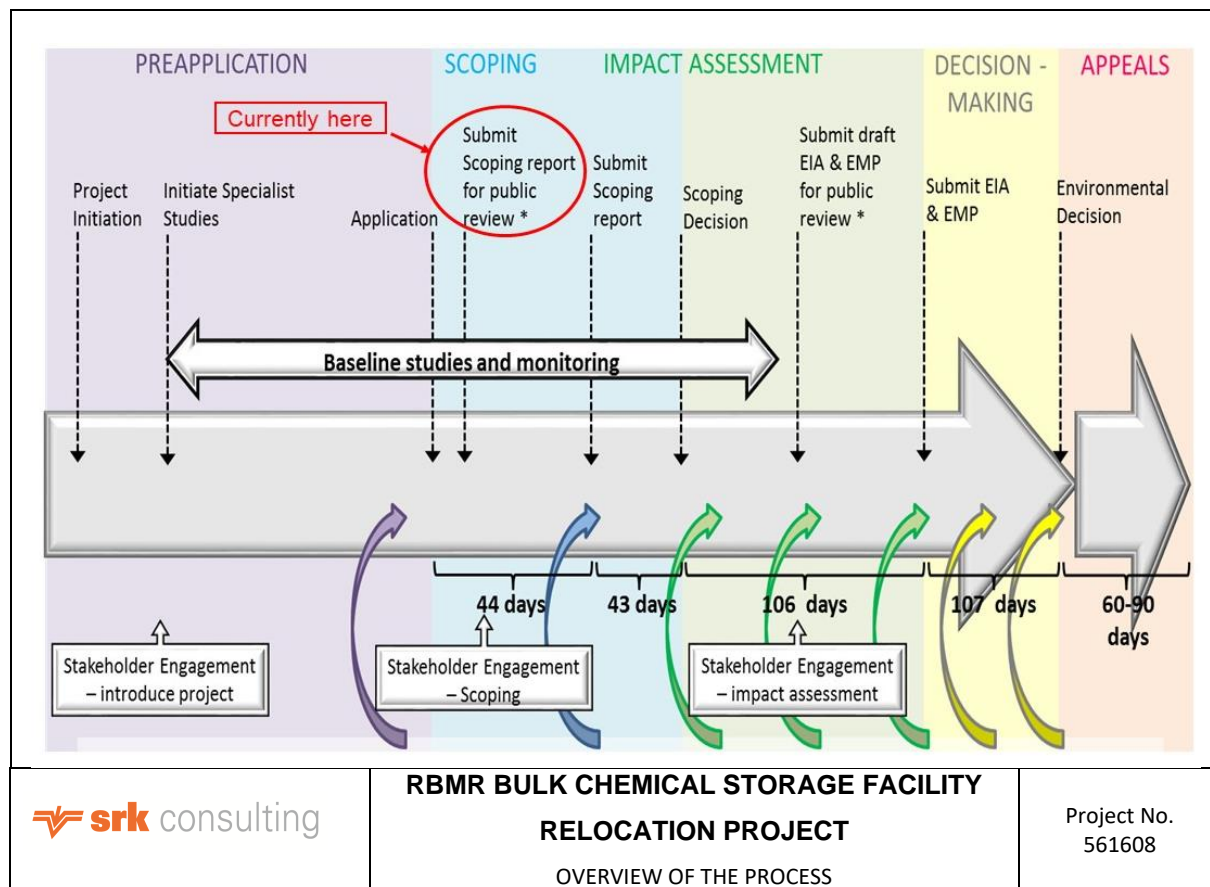 PREAPPLICATION
SCOPING
IMPACT ASSESSMENT
DECISION -
MAKING
APPEALS
Currently here
Project
Initiation
Initiate Specialist
Studies
Application
Submit
Scoping report
for public
review *
Submit
Scoping
report
Scoping
Decision
Submit draft
EIA & EMP
for public
review *
Submit EIA
& EMP
Environmental
Decision
Baseline studies and monitoring
44 days
43 days
106 days
107 days
60-90
days
Stakeholder Engagement
– introduce project
Stakeholder Engagement
– Scoping
Stakeholder Engagement
– impact assessment
srk consulting
RBMR BULK CHEMICAL STORAGE FACILITY
RELOCATION PROJECT
OVERVIEW OF THE PROCESS
Project No.
561608